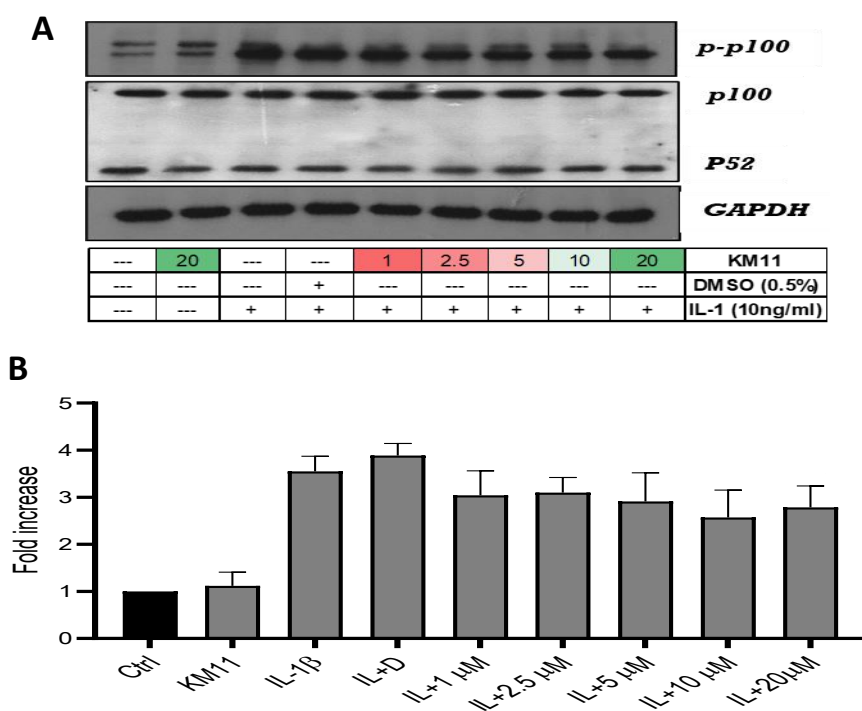 A
p-p100
p100
P52
GAPDH
--- 20 --- --- 1 2.5 5 10 20 KM11
--- --- --- + --- --- --- --- --- DMSO (0.5%)
--- --- + + + + + + + IL-1 (10ng/ml)
B
5
4
3
2
1
0
Fold increase
Ctrl
KM11
IL-1β
IL+D
IL+1 µM
IL+2.5 µM
IL+5 µM
IL+10 µM
IL+20µM